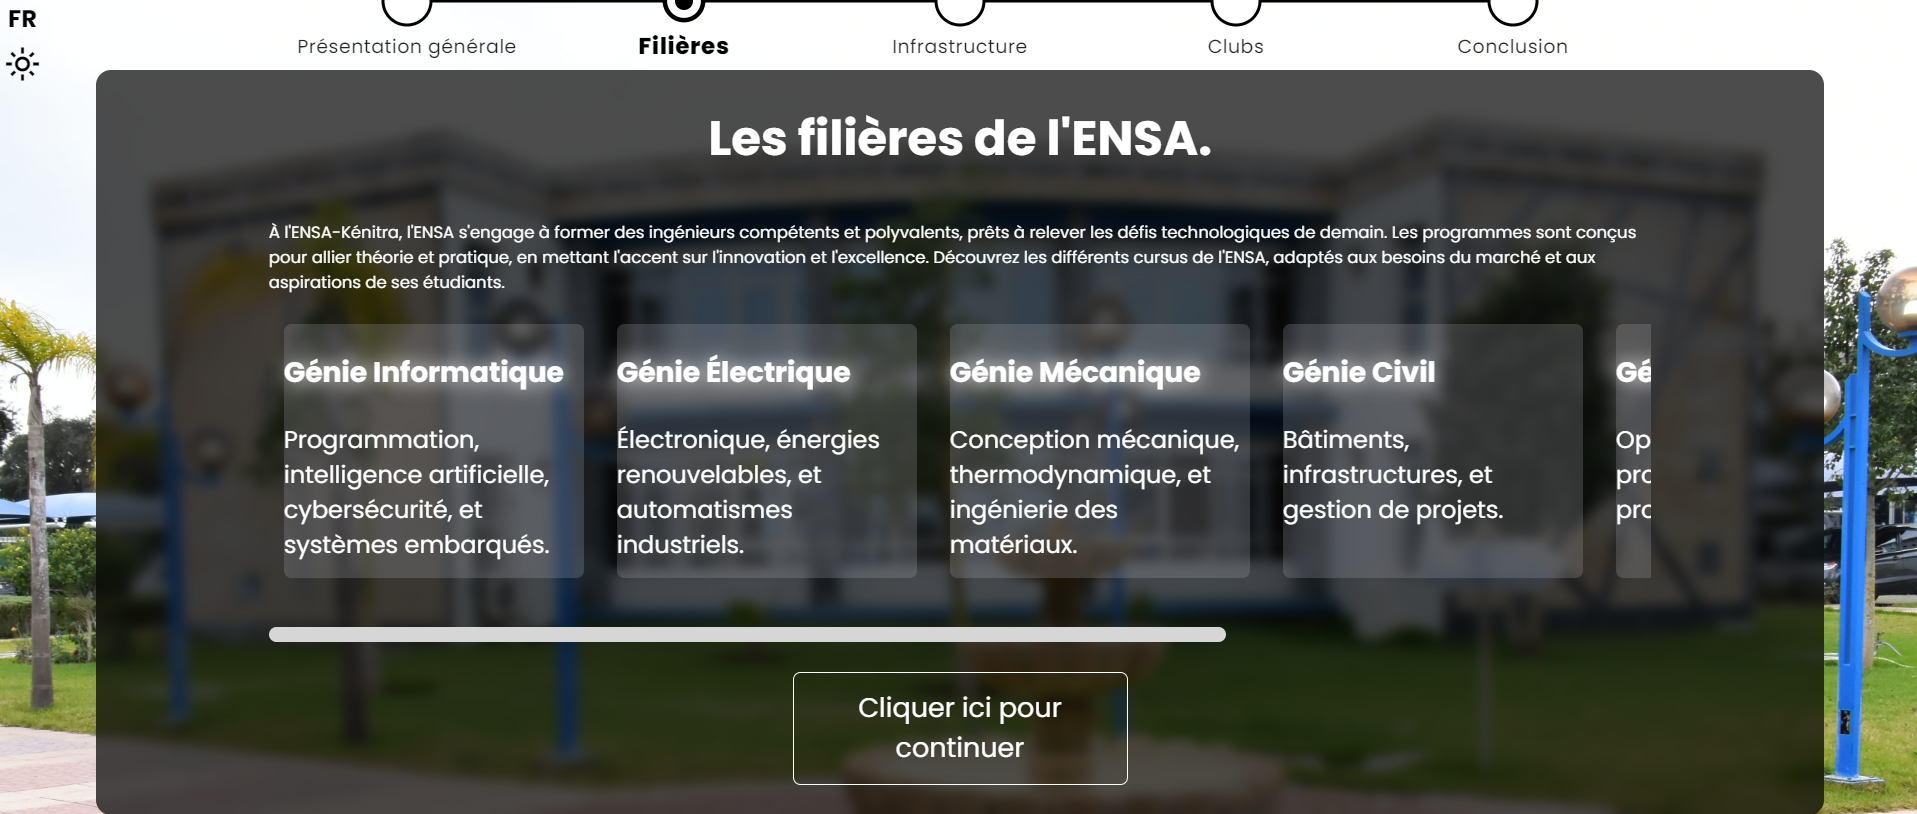 FR
Présentation générale
Filières
Infrastructure
Clubs
Conclusion
Les filières de l'ENSA.
À l'ENSA-Kénitra, l'ENSA s'engage à former des ingénieurs compétents et polyvalents, prêts à relever les défis technologiques de demain. Les programmes sont conçus
pour allier théorie et pratique, en mettant l'accent sur l'innovation et l'excellence. Découvrez les différents cursus de l'ENSA, adaptés aux besoins du marché et aux
aspirations de ses étudiants.
Génie Informatique
Programmation,
intelligence artificielle,
cybersécurité, et
systèmes embarqués.
Génie Électrique
Électronique, énergies
renouvelables, et
automatismes
industriels.
Génie Mécanique
Conception mécanique,
thermodynamique, et
ingénierie des
matériaux.
Génie Civil
Bâtiments,
infrastructures, et
gestion de projets.
Gé
Op
pro
pro
Cliquer ici pour
continuer